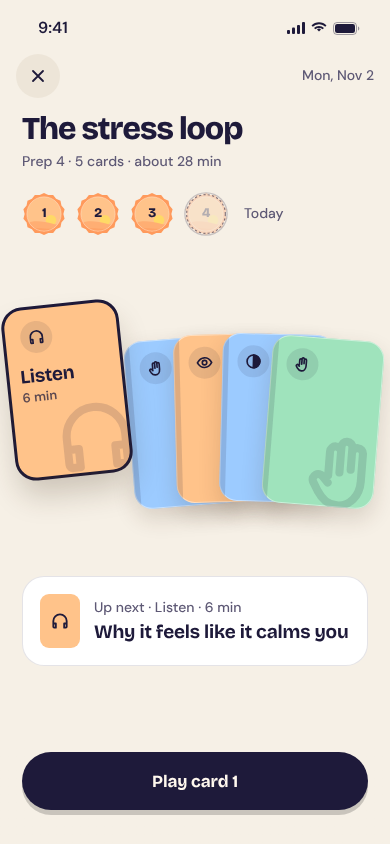 9:41
Mon, Nov 2
The stress loop
Prep 4 · 5 cards · about 28 min
1 2 3 4 Today
Listen
6 min
Up next · Listen · 6 min
Why it feels like it calms you
Play card 1